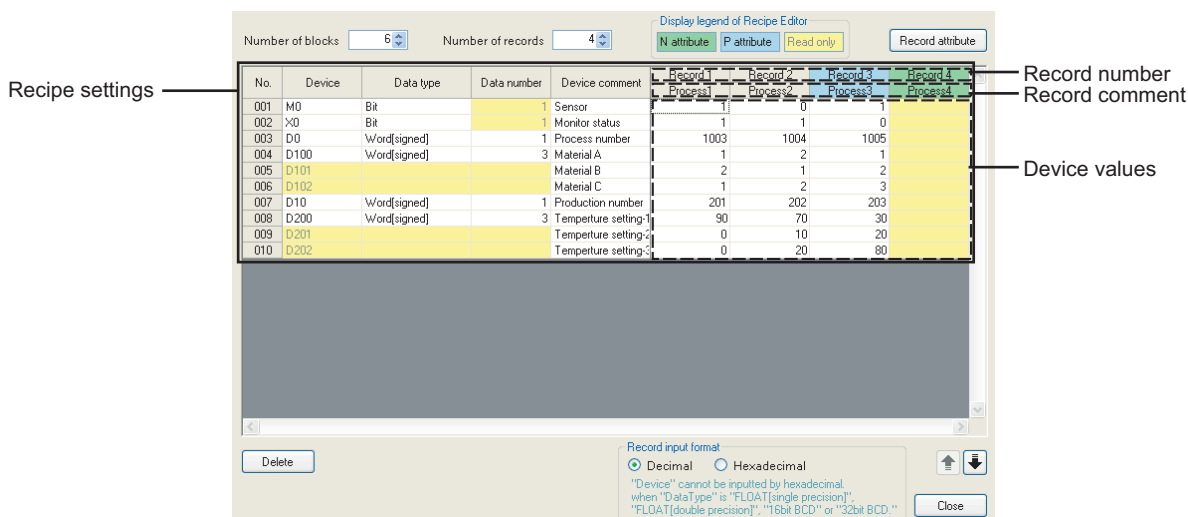 Display legend of Recipe Editor
Number of blocks 6 Number of records 4 N attribute P attribute Read only Record attribute
Recipe settings
No. Device Data type Data number Device comment Record 1 Record 2 Record 3 Record 4
Process1 Process2 Process3 Process4
Record number
Record comment
001 M0 Bit 1 Sensor 1 0 1
002 X0 Bit 1 Monitor status 1 1 0
003 D0 Word[signed] 1 Process number 1003 1004 1005
004 D100 Word[signed] 3 Material A 1 2 1
005 D101 Material B 2 1 2
006 D102 Material C 1 2 3
007 D10 Word[signed] 1 Production number 201 202 203
008 D200 Word[signed] 3 Temperture setting-1 90 70 30
009 D201 Temperture setting-2 0 10 20
010 D202 Temperture setting-3 0 20 80
Device values
Delete
Record input format
Decimal Hexadecimal
"Device" cannot be inputted by hexadecimal.
when "DataType" is "FLOAT[single precision]",
"FLOAT[double precision]", "16bit BCD" or "32bit BCD."
Close